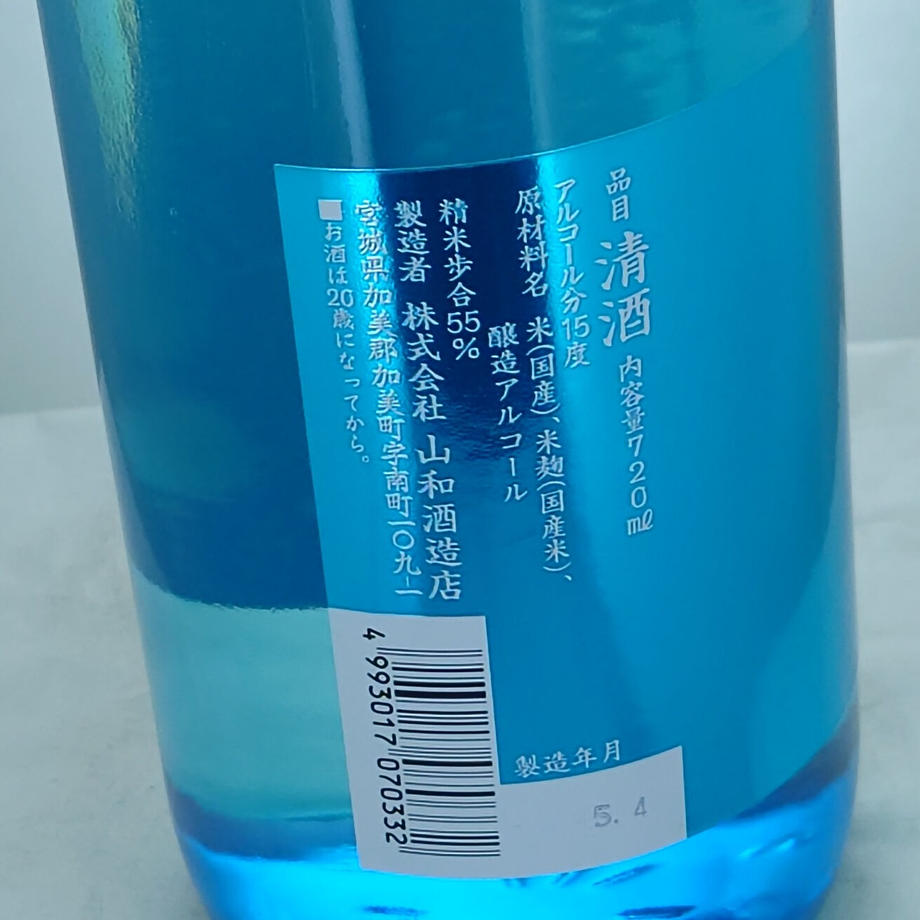 品目 清酒 内容量720㎖
アルコール分15度
原材料名 米(国産)、米麹(国産米)、
醸造アルコール
精米歩合55%
製造者 株式会社 山和酒造店
宮城県加美郡加美町字南町一〇九−一
■お酒は20歳になってから。
4993017070332
製造年月
5. 4